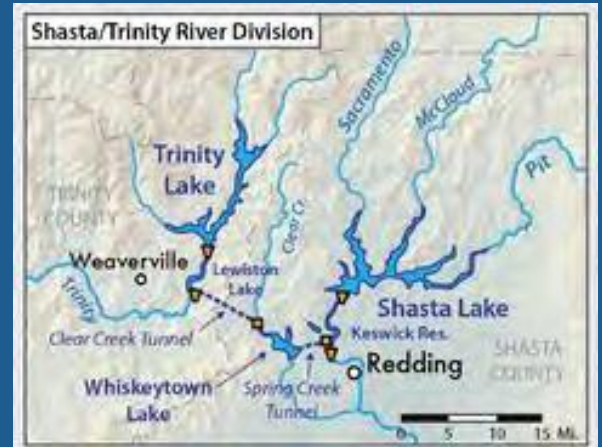 Shasta/Trinity River Division
Sacramento
McCloud
Pit
Trinity
Lake
TRINITY
COUNTY
Clear Cr.
Weaverville
Lewiston
Lake
Trinity
Shasta Lake
Clear Creek Tunnel
Keswick Res.
SHASTA
COUNTY
Redding
Whiskeytown
Lake
Spring Creek
Tunnel
0 5 10 15 Mi.